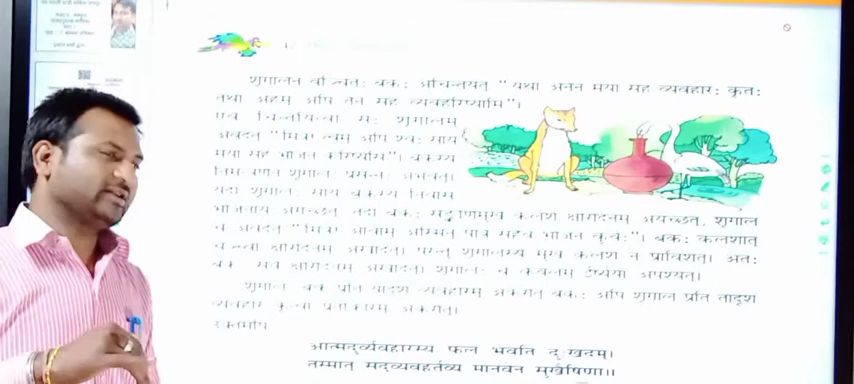 शृगालेन वञ्चितः बकः अचिन्तयत् "यथा अनेन मया सह व्यवहारः कृतः
तथा अहम् अपि तेन सह व्यवहरिष्यामि"।
एवं चिन्तयित्वा सः शृगालम्
अवदत् "मित्र! त्वम् अपि श्वः सायं
मया सह भोजनं करिष्यसि"। बकस्य
निमन्त्रणेन शृगालः प्रसन्नः अभवत्।
यदा शृगालः सायं बकस्य निवासं
भोजनाय अगच्छत् तदा बकः सङ्कीर्णमुखे कलशे क्षीरोदनम् अयच्छत्, शृगालं
च अवदत् "मित्र! आवाम् अस्मिन् पात्रे सहैव भोजनं कुर्वः"। बकः कलशात्
चञ्च्वा क्षीरोदनम् अखादत्। परन्तु शृगालस्य मुखं कलशे न प्राविशत्। अतः
बकः सर्वं क्षीरोदनम् अखादत्। शृगालः च केवलम् ईर्ष्यया अपश्यत्।
शृगालः बकं प्रति यादृशं व्यवहारम् अकरोत् बकः अपि शृगालं प्रति तादृशं
व्यवहारं कृत्वा प्रतीकारम् अकरोत्।
उक्तमपि
आत्मदुर्व्यवहारस्य फलं भवति दुःखदम्।
तस्मात् सद्व्यवहर्तव्यं मानवेन सुखैषिणा॥